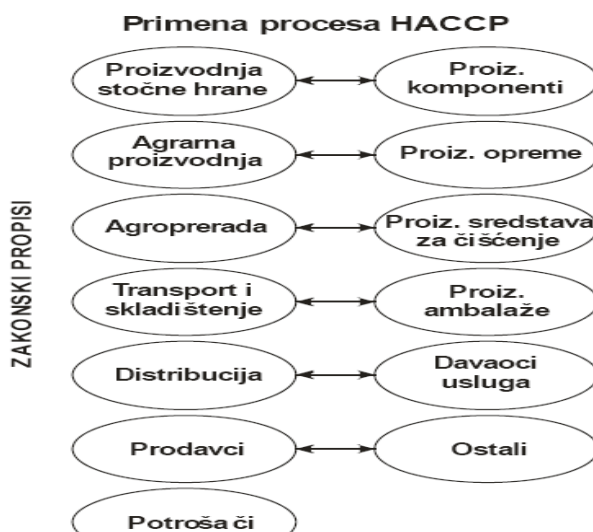 Primena procesa HACCP
Proizvodnja
stočne hrane
Proiz.
komponenti
Agrarna
proizvodnja
Proiz. opreme
Agroprerada
Proiz. sredstava
za čišćenje
Transport i
skladištenje
Proiz.
ambalaže
Distribucija
Davaoci
usluga
Prodavci
Ostali
Potrošači
ZAKONSKI PROPISI